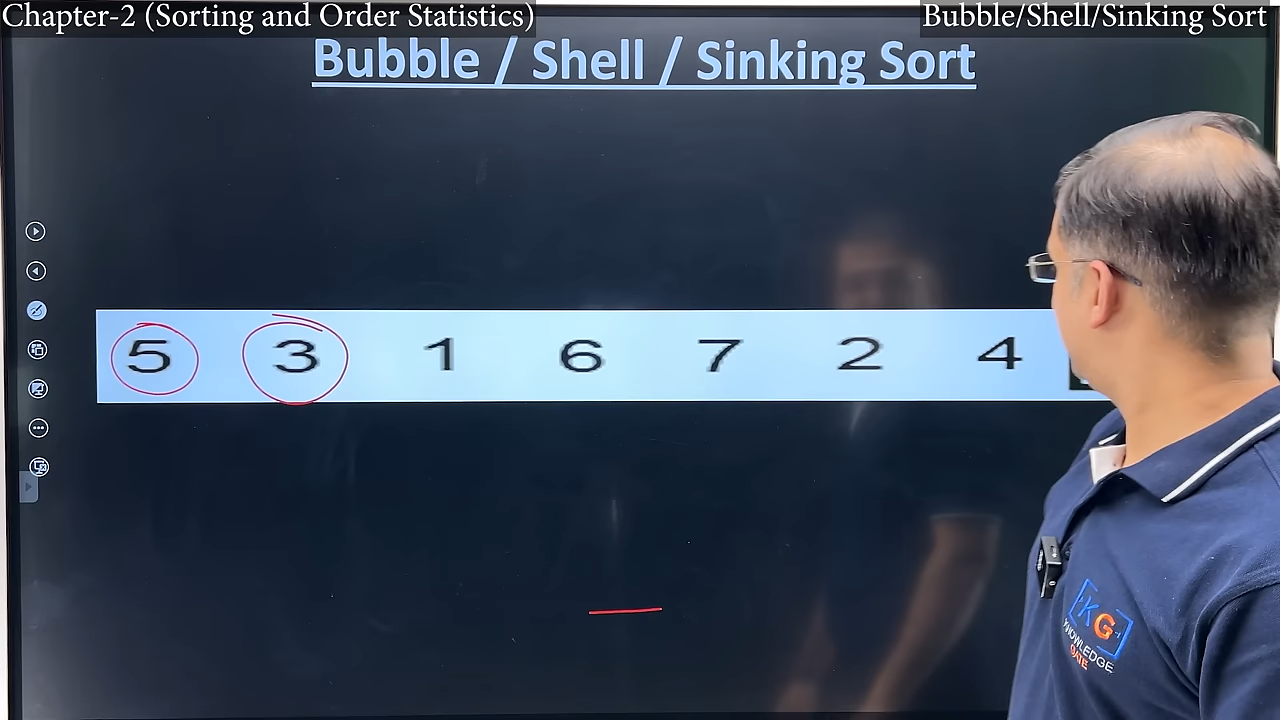 Chapter-2 (Sorting and Order Statistics)
Bubble/Shell/Sinking Sort
Bubble / Shell / Sinking Sort
5 3 1 6 7 2 4
KG
KNOWLEDGE
GATE